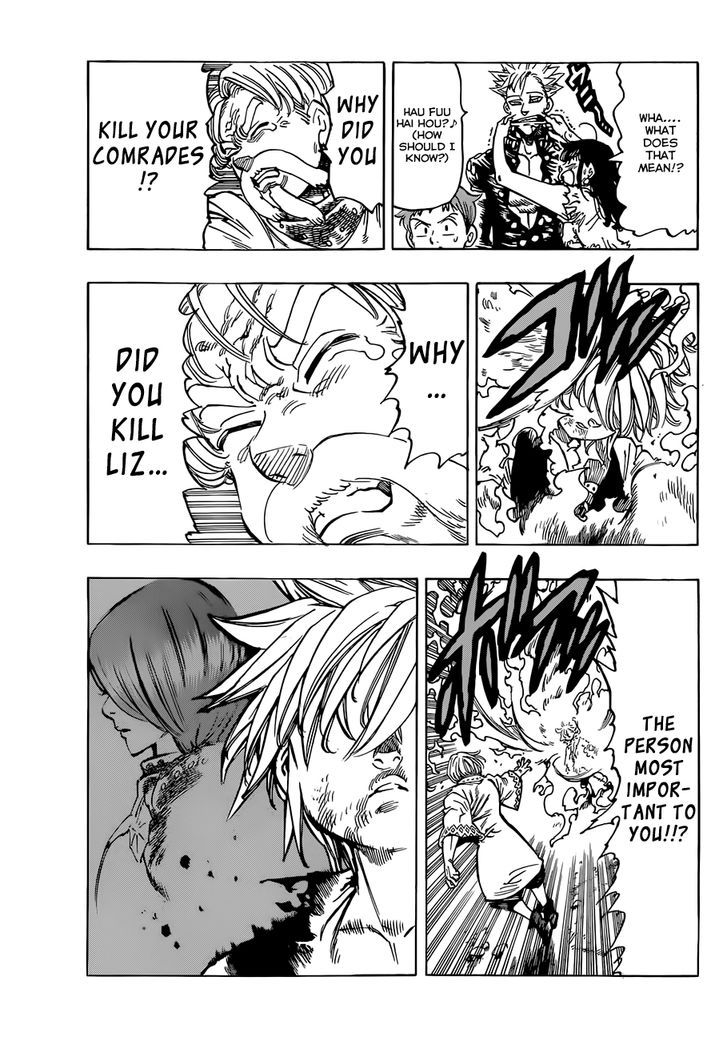 WHA....
WHAT
DOES
THAT
MEAN!?
HAU FUU
HAI HOU?♪
(HOW
SHOULD I
KNOW?)
WHY
DID
YOU
KILL YOUR
COMRADES
!?
WHY
...
DID
YOU
KILL
LIZ...
THE
PERSON
MOST
IMPOR-
TANT TO
YOU!!?